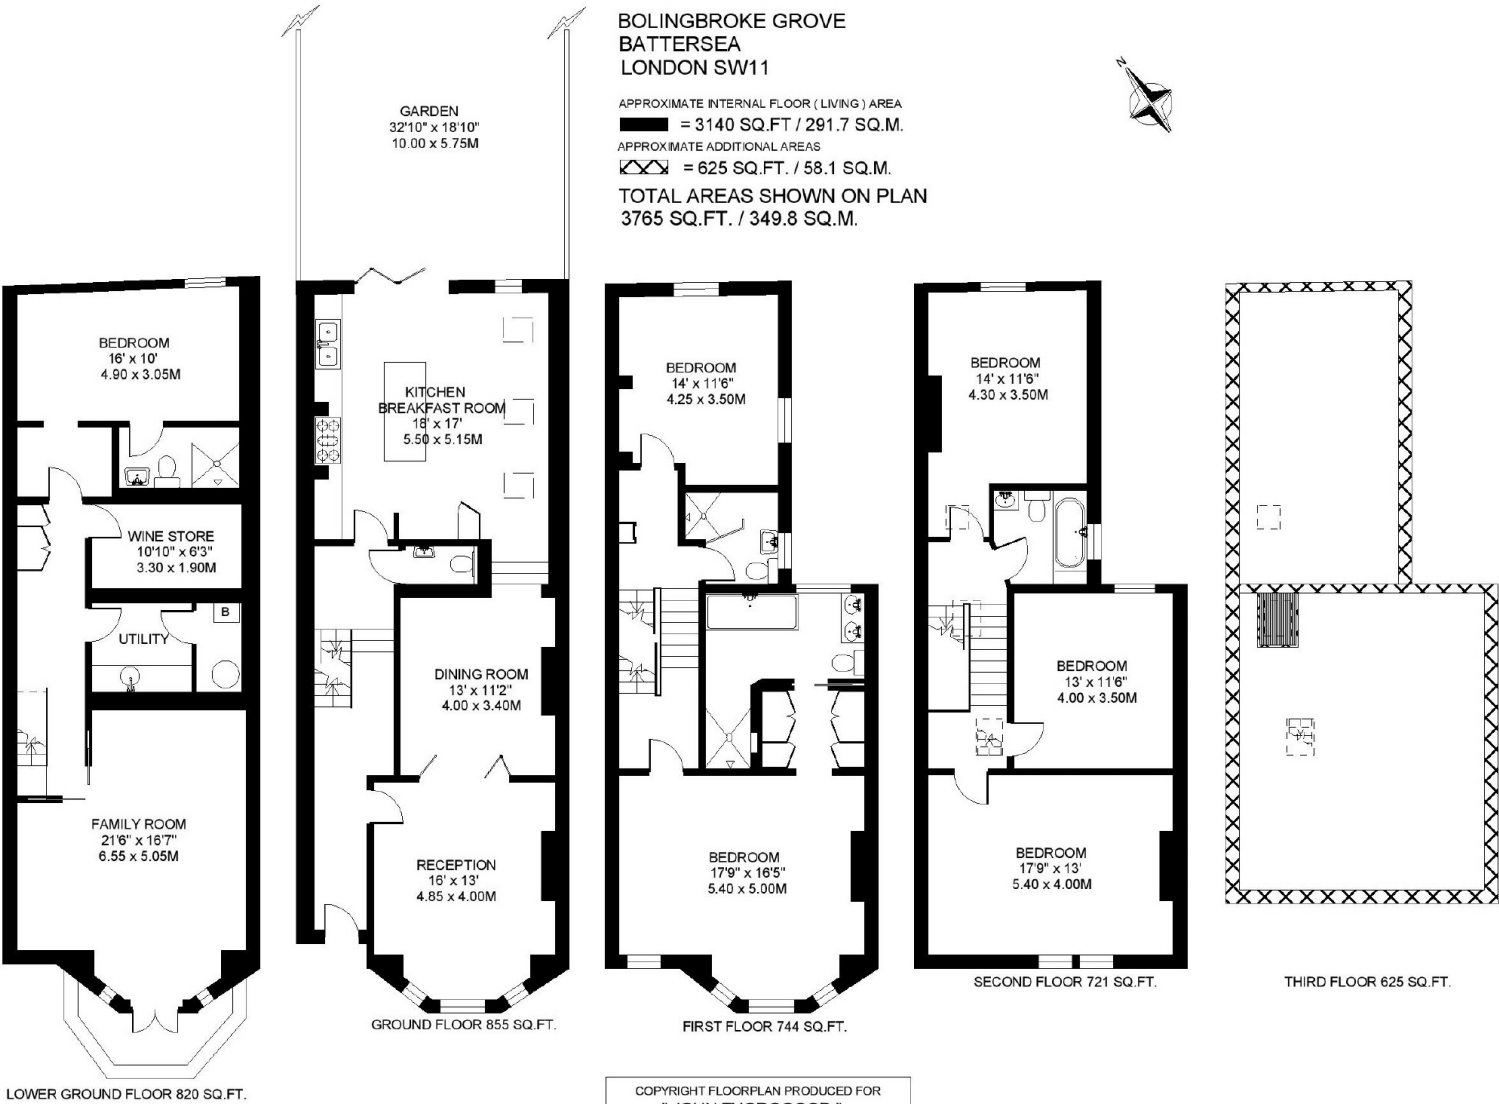 BOLINGBROKE GROVE
BATTERSEA
LONDON SW11
APPROXIMATE INTERNAL FLOOR ( LIVING ) AREA
= 3140 SQ.FT / 291.7 SQ.M.
APPROXIMATE ADDITIONAL AREAS
= 625 SQ.FT. / 58.1 SQ.M.
TOTAL AREAS SHOWN ON PLAN
3765 SQ.FT. / 349.8 SQ.M.
N
GARDEN
32'10" x 18'10"
10.00 x 5.75M
BEDROOM
16' x 10'
4.90 x 3.05M
WINE STORE
10'10" x 6'3"
3.30 x 1.90M
B
UTILITY
FAMILY ROOM
21'6" x 16'7"
6.55 x 5.05M
LOWER GROUND FLOOR 820 SQ.FT.
KITCHEN
BREAKFAST ROOM
18' x 17'
5.50 x 5.15M
DINING ROOM
13' x 11'2"
4.00 x 3.40M
RECEPTION
16' x 13'
4.85 x 4.00M
GROUND FLOOR 855 SQ.FT.
BEDROOM
14' x 11'6"
4.25 x 3.50M
BEDROOM
17'9" x 16'5"
5.40 x 5.00M
FIRST FLOOR 744 SQ.FT.
BEDROOM
14' x 11'6"
4.30 x 3.50M
BEDROOM
13' x 11'6"
4.00 x 3.50M
BEDROOM
17'9" x 13'
5.40 x 4.00M
SECOND FLOOR 721 SQ.FT.
THIRD FLOOR 625 SQ.FT.
COPYRIGHT FLOORPLAN PRODUCED FOR